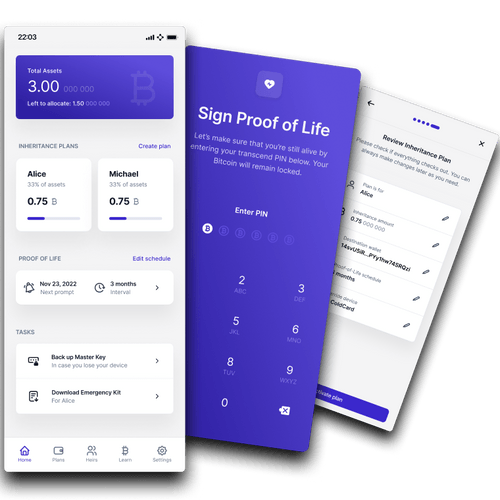 22:03
Total Assets
3.00 000 000
Left to allocate: 1.50 000 000
INHERITANCE PLANS
Create plan
Alice
33% of assets
0.75
Michael
33% of assets
0.75
PROOF OF LIFE
Edit schedule
Nov 23, 2022
Next prompt
3 months
Interval
TASKS
Back up Master Key
In case you lose your device
Download Emergency Kit
For Alice
Home
Plans
Heirs
Learn
Settings
Sign Proof of Life
Let's make sure that you're still alive by
entering your transcend PIN below. Your
Bitcoin will remain locked.
Enter PIN
2
ABC
3
DEF
5
JKL
6
MNO
8
TUV
9
WXYZ
0
Review Inheritance Plan
Please check if everything checks out. You can
always make changes later as you need.
Plan is for
Alice
Inheritance amount
0.75 000 000
Destination wallet
Proof-of-Life schedule
months
device
ColdCard
plan